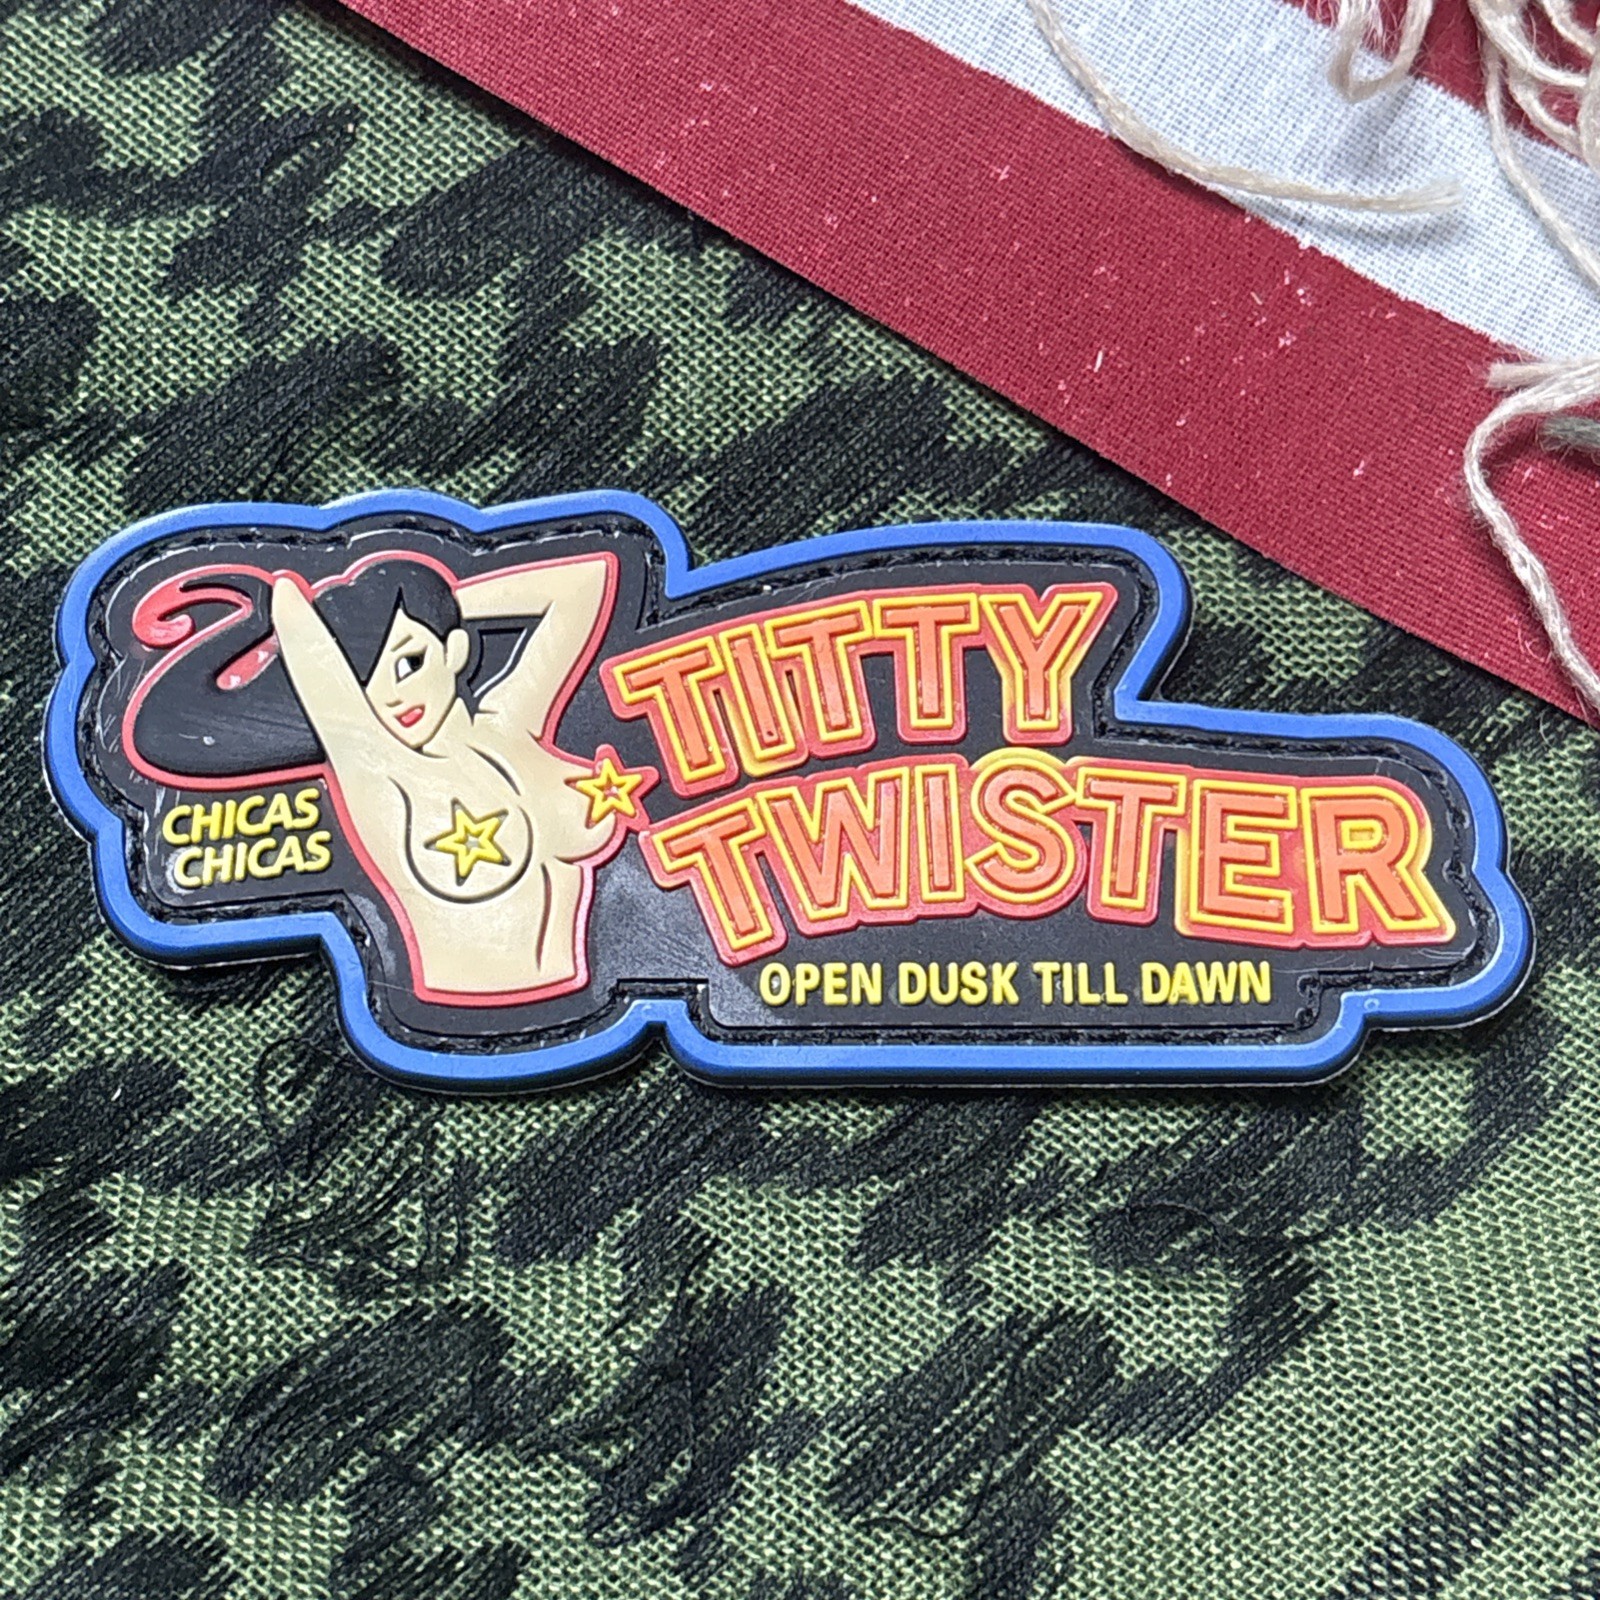 CHICAS
CHICAS
TITTY
TWISTER
OPEN DUSK TILL DAWN